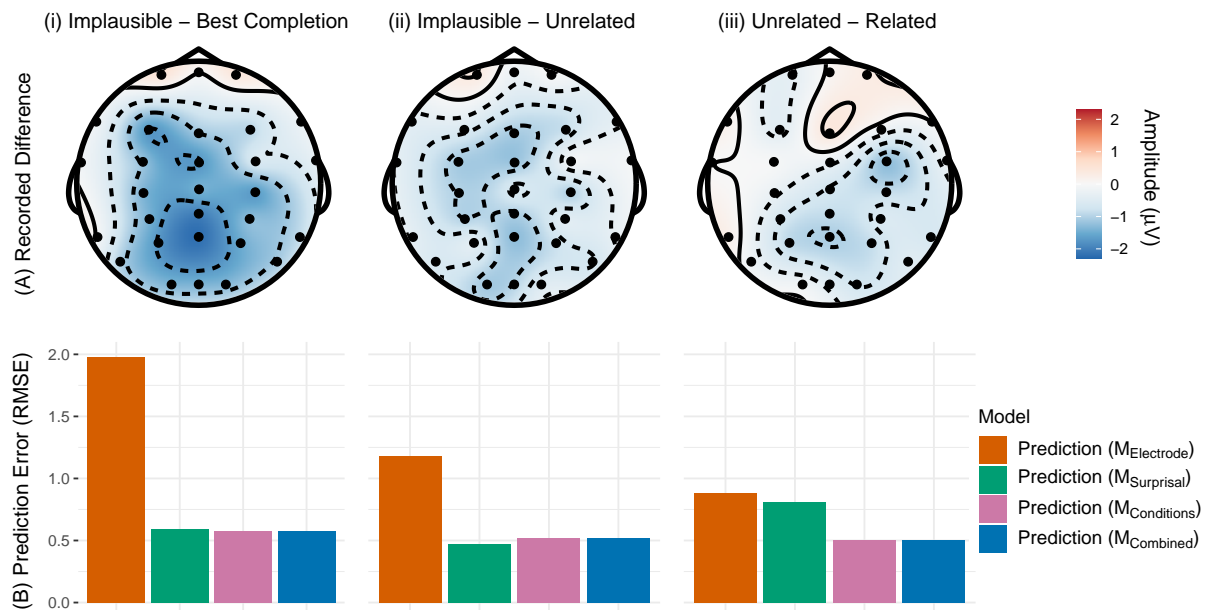 (i) Implausible − Best Completion
(ii) Implausible − Unrelated
(iii) Unrelated − Related
(A) Recorded Difference
2
1
0
−1
−2
Amplitude (μV)
(B) Prediction Error (RMSE)
2.0
1.5
1.0
0.5
0.0
Model
Prediction (MElectrode)
Prediction (MSurprisal)
Prediction (MConditions)
Prediction (MCombined)